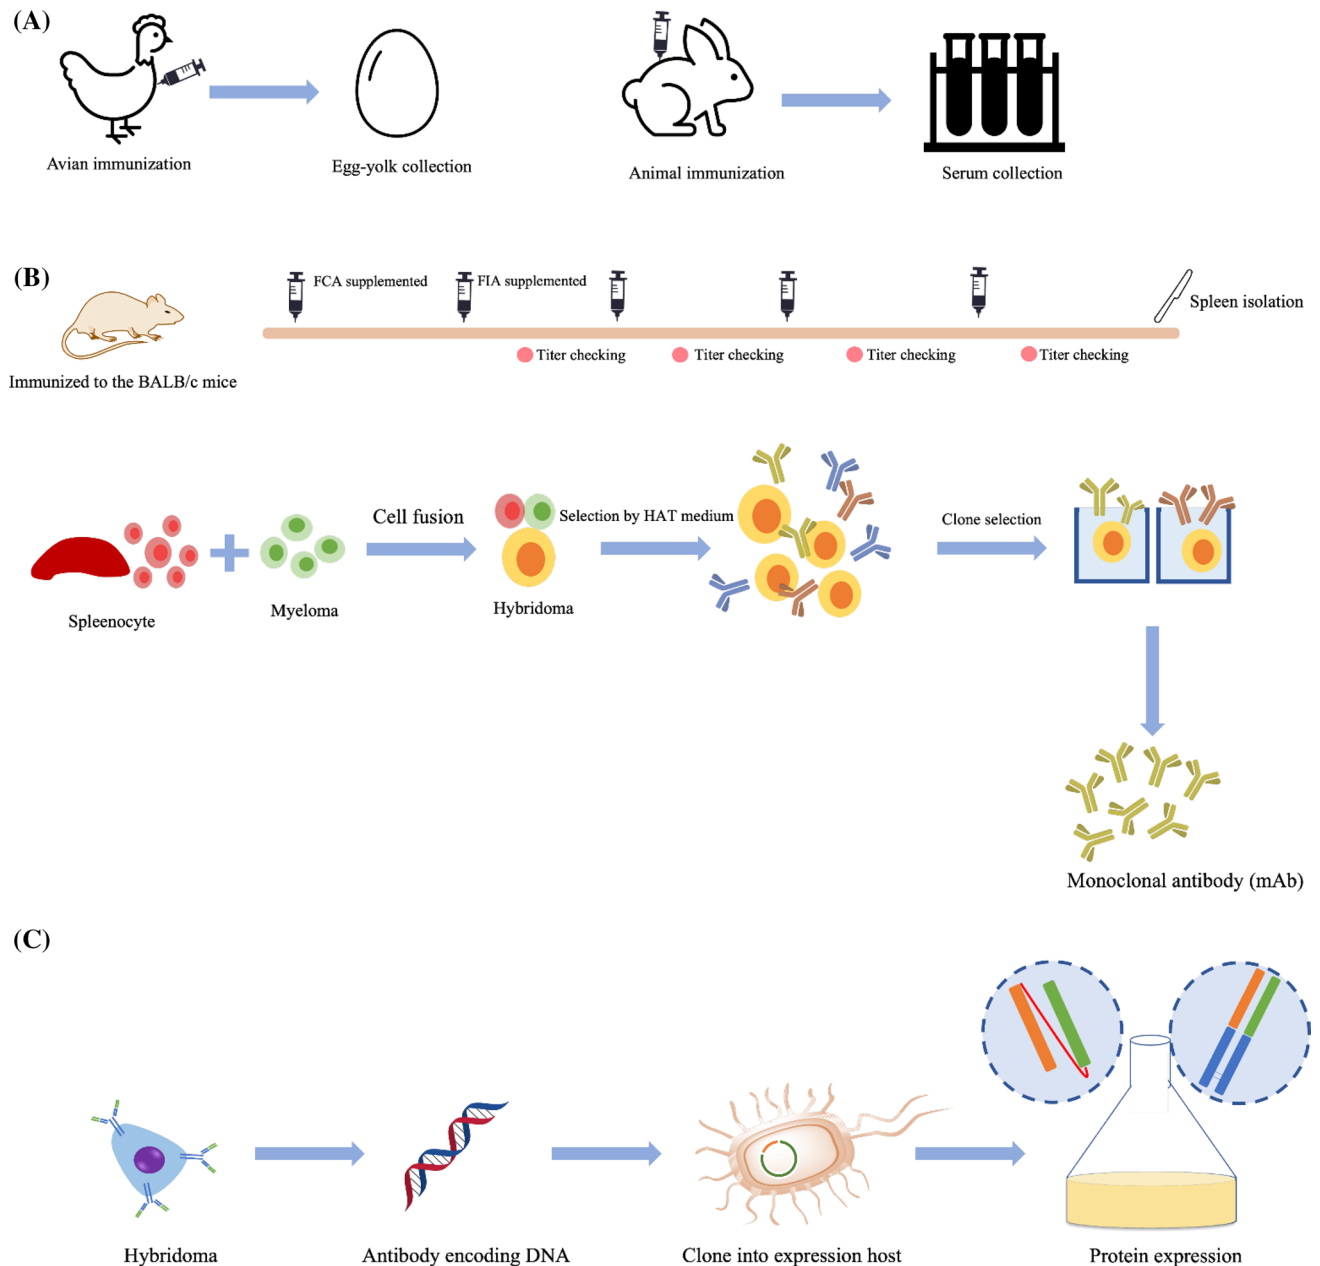 (A)
Avian immunization
Egg-yolk collection
Animal immunization
Serum collection
(B)
FCA supplemented
FIA supplemented
Spleen isolation
Titer checking
Titer checking
Titer checking
Titer checking
Immunized to the BALB/c mice
Cell fusion
Selection by HAT medium
Clone selection
Spleenocyte
Myeloma
Hybridoma
Monoclonal antibody (mAb)
(C)
Hybridoma
Antibody encoding DNA
Clone into expression host
Protein expression